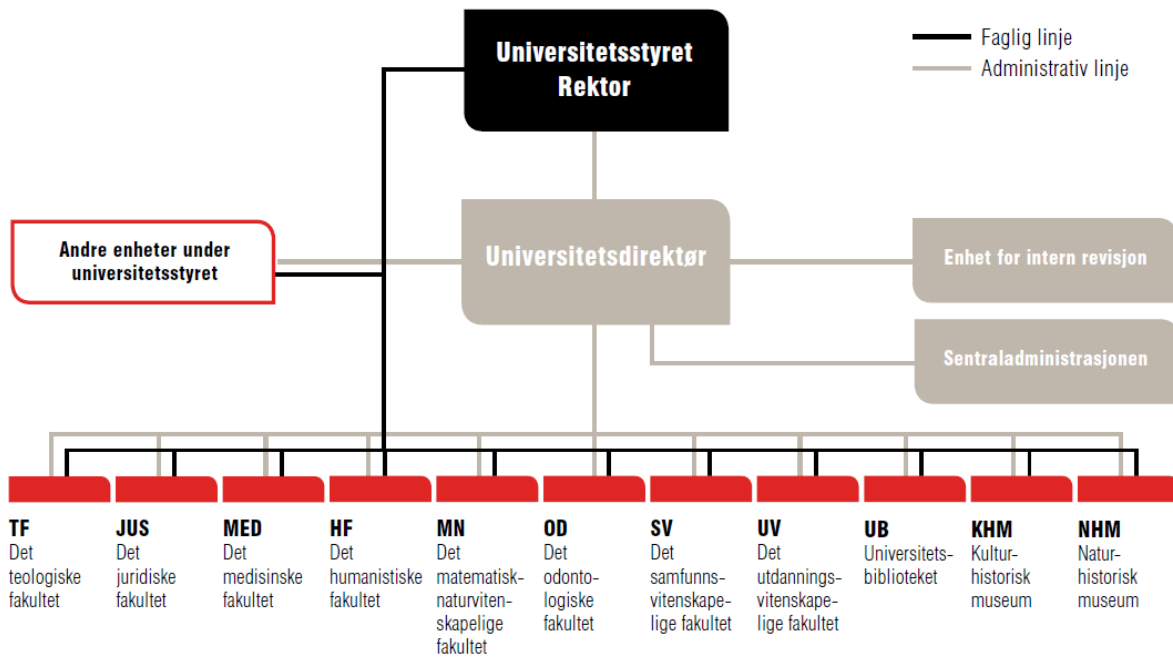 Universitetsstyret
Rektor
Faglig linje
Administrativ linje
Andre enheter under
universitetsstyret
Universitetsdirektør
Enhet for intern revisjon
Sentraladministrasjonen
TF
Det
teologiske
fakultet
JUS
Det
juridiske
fakultet
MED
Det
medisinske
fakultet
HF
Det
humanistiske
fakultet
MN
Det
matematisk-
naturviten-
skapelige
fakultet
OD
Det
odonto-
logiske
fakultet
SV
Det
samfunns-
vitenskape-
lige fakultet
UV
Det
utdannings-
vitenskape-
lige fakultet
UB
Universitets-
biblioteket
KHM
Kultur-
historisk
museum
NHM
Natur-
historisk
museum